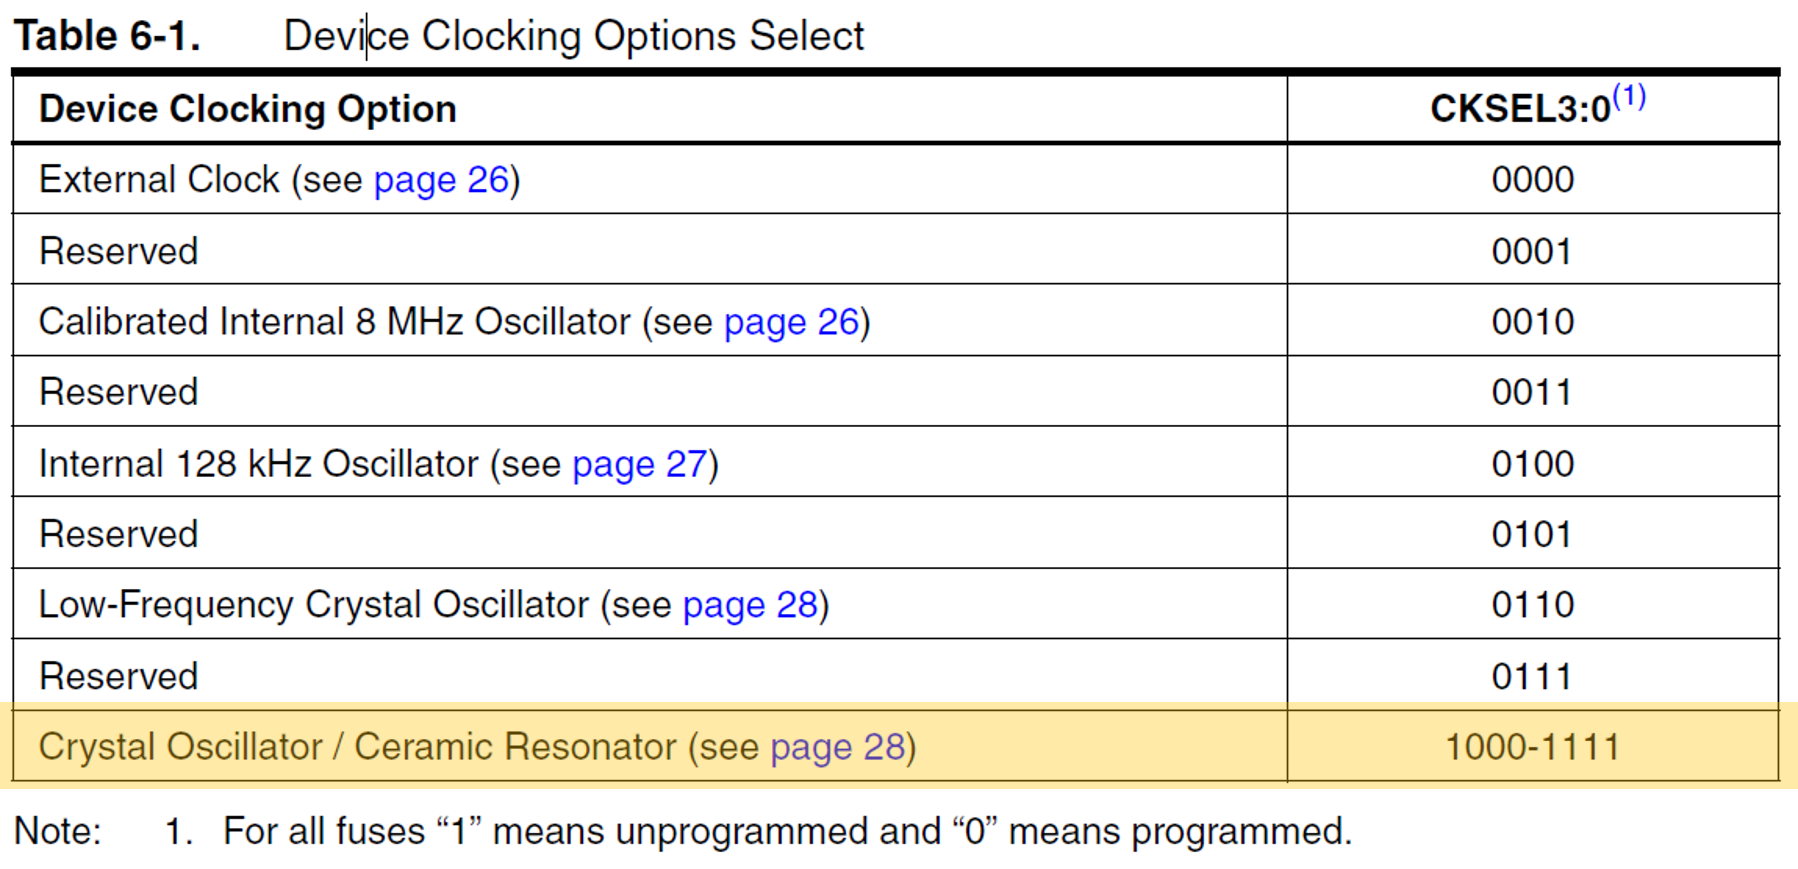 Table 6-1. Device Clocking Options Select
Device Clocking Option CKSEL3:0(1)
External Clock (see page 26) 0000
Reserved 0001
Calibrated Internal 8 MHz Oscillator (see page 26) 0010
Reserved 0011
Internal 128 kHz Oscillator (see page 27) 0100
Reserved 0101
Low-Frequency Crystal Oscillator (see page 28) 0110
Reserved 0111
Crystal Oscillator / Ceramic Resonator (see page 28) 1000-1111
Note: 1. For all fuses “1” means unprogrammed and “0” means programmed.